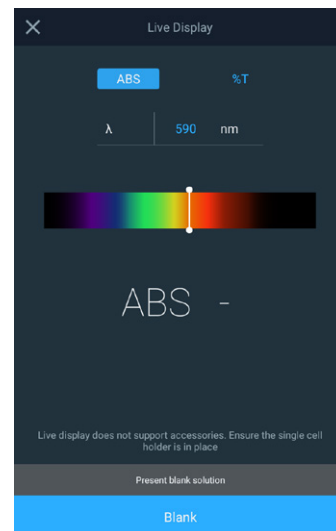 Live Display
ABS %T
λ 590 nm
ABS -
Live display does not support accessories. Ensure the single cell
holder is in place
Present blank solution
Blank